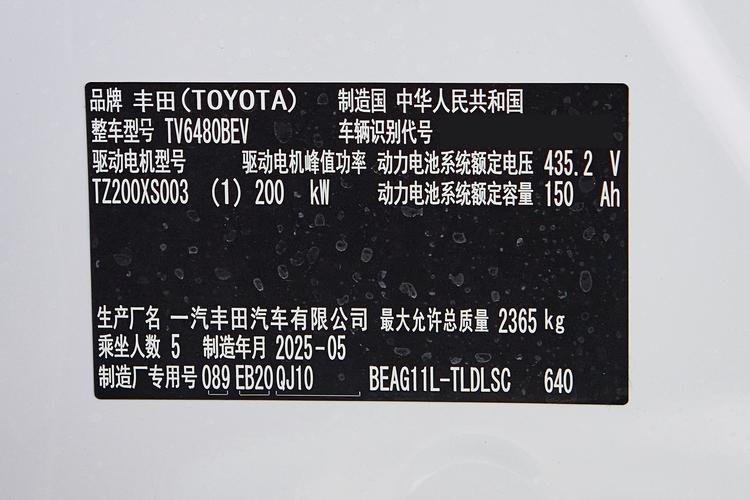 品牌 丰田(TOYOTA) 制造国 中华人民共和国
整车型号 TV6480BEV 车辆识别代号
驱动电机型号 驱动电机峰值功率 动力电池系统额定电压 435.2 V
TZ200XS003 (1) 200 kW 动力电池系统额定容量 150 Ah
生产厂名 一汽丰田汽车有限公司 最大允许总质量 2365 kg
乘坐人数 5 制造年月 2025-05
制造厂专用号 089 EB20 QJ10 BEAG11L-TLDLSC 640